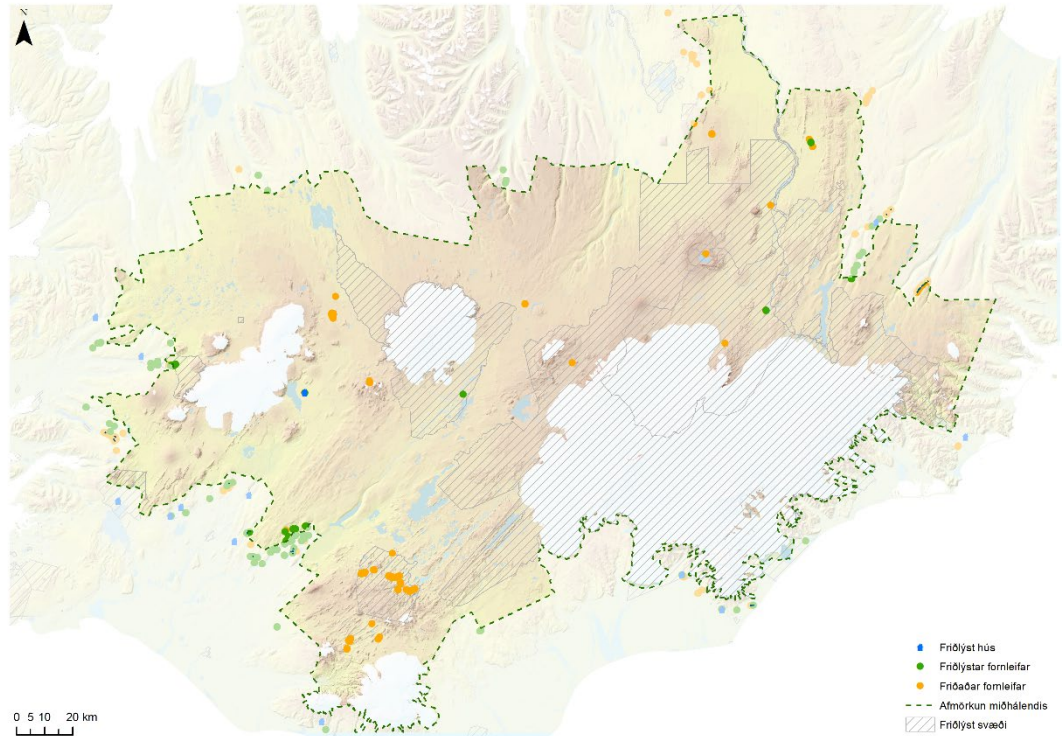 N
Friðlýst hús
Friðlýstar fornleifar
Friðaðar fornleifar
Afmörkun miðhálendis
Friðlýst svæði
0 5 10 20 km